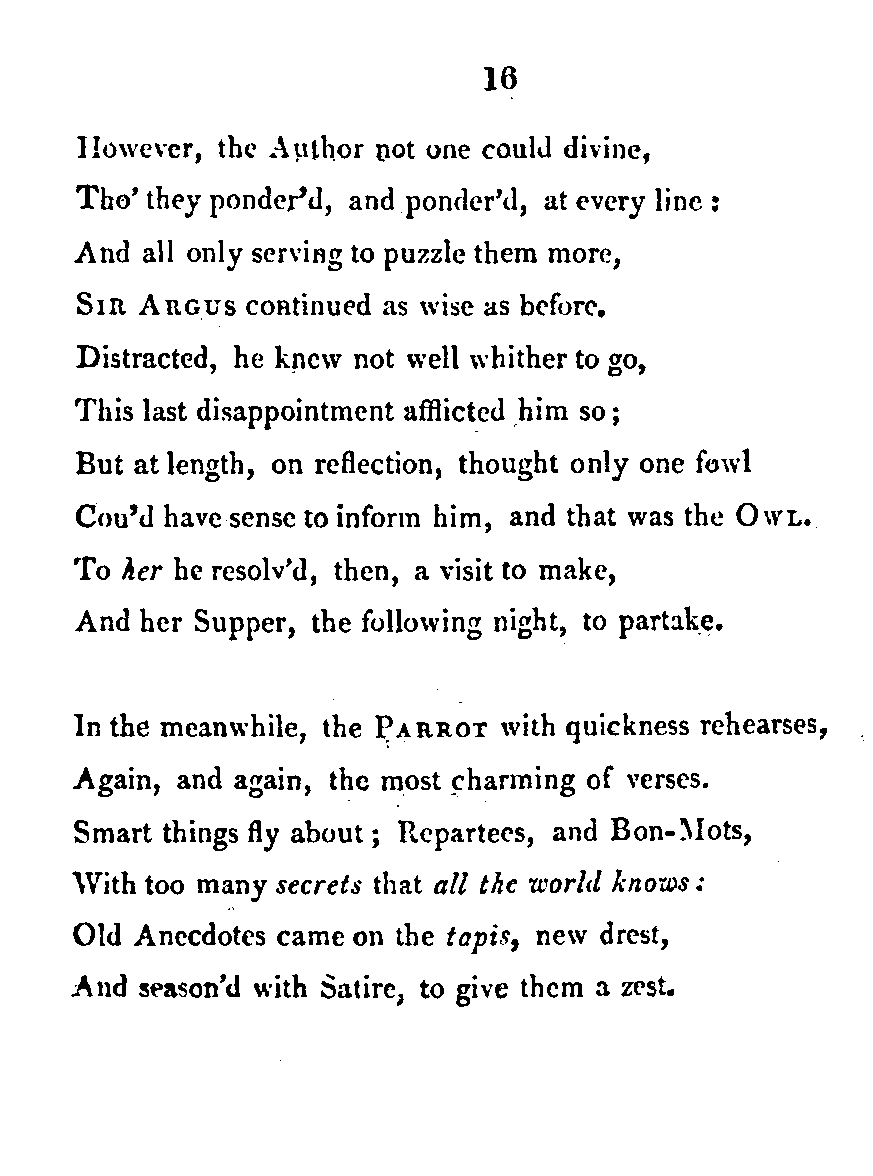 16
However, the Author not one could divine,
Tho' they ponder'd, and ponder'd, at every line :
And all only serving to puzzle them more,
SIR ARGUS continued as wise as before.
Distracted, he knew not well whither to go,
This last disappointment afflicted him so ;
But at length, on reflection, thought only one fowl
Cou'd have sense to inform him, and that was the OWL.
To her he resolv'd, then, a visit to make,
And her Supper, the following night, to partake.
In the meanwhile, the PARROT with quickness rehearses,
Again, and again, the most charming of verses.
Smart things fly about ; Repartees, and Bon-Mots,
With too many secrets that all the world knows :
Old Anecdotes came on the tapis, new drest,
And season'd with Satire, to give them a zest.